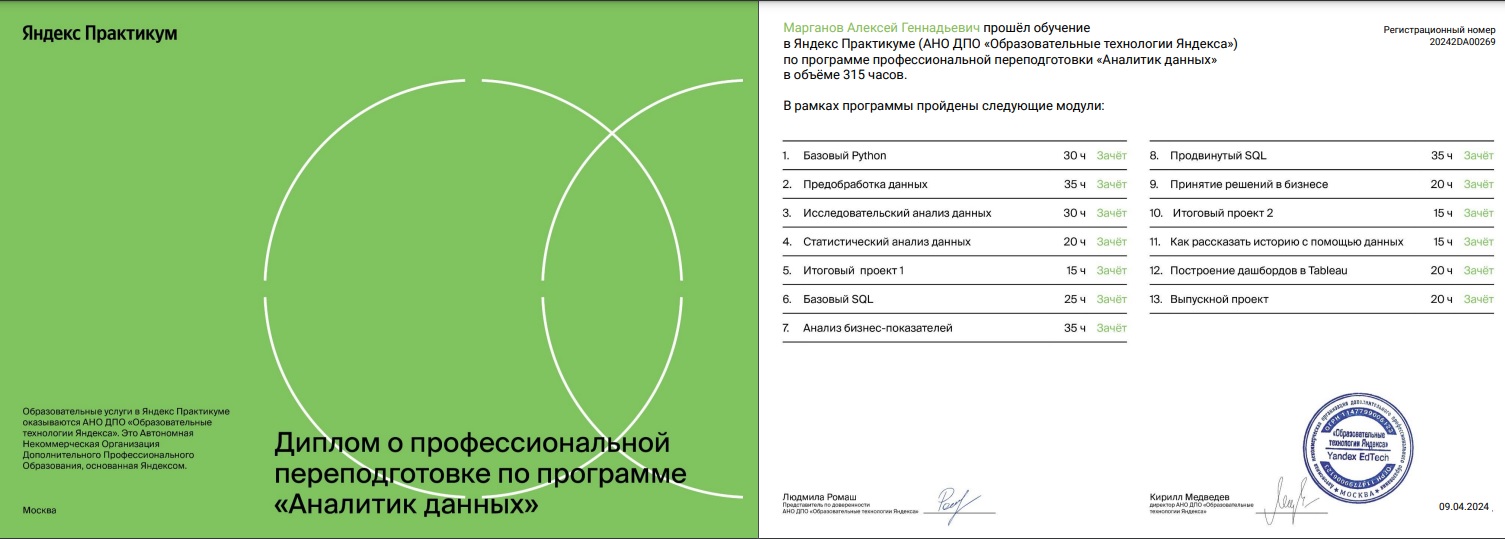 Яндекс Практикум
Образовательные услуги в Яндекс Практикуме
оказываются АНО ДПО «Образовательные
технологии Яндекса». Это Автономная
Некоммерческая Организация
Дополнительного Профессионального
Образования, основанная Яндексом.
Москва
Диплом о профессиональной
переподготовке по программе
«Аналитик данных»
Марганов Алексей Геннадьевич прошёл обучение
в Яндекс Практикуме (АНО ДПО «Образовательные технологии Яндекса»)
по программе профессиональной переподготовки «Аналитик данных»
в объёме 315 часов.
Регистрационный номер
20242DA00269
В рамках программы пройдены следующие модули:
1. Базовый Python 30 ч Зачёт
2. Предобработка данных 35 ч Зачёт
3. Исследовательский анализ данных 30 ч Зачёт
4. Статистический анализ данных 20 ч Зачёт
5. Итоговый проект 1 15 ч Зачёт
6. Базовый SQL 25 ч Зачёт
7. Анализ бизнес-показателей 35 ч Зачёт
8. Продвинутый SQL 35 ч Зачёт
9. Принятие решений в бизнесе 20 ч Зачёт
10. Итоговый проект 2 15 ч Зачёт
11. Как рассказать историю с помощью данных 15 ч Зачёт
12. Построение дашбордов в Tableau 20 ч Зачёт
13. Выпускной проект 20 ч Зачёт
Людмила Ромаш
Представитель по доверенности
АНО ДПО «Образовательные технологии Яндекса»
Кирилл Медведев
директор АНО ДПО «Образовательные
технологии Яндекса»
«Образовательные
технологии Яндекса»
Yandex EdTech
МОСКВА
09.04.2024